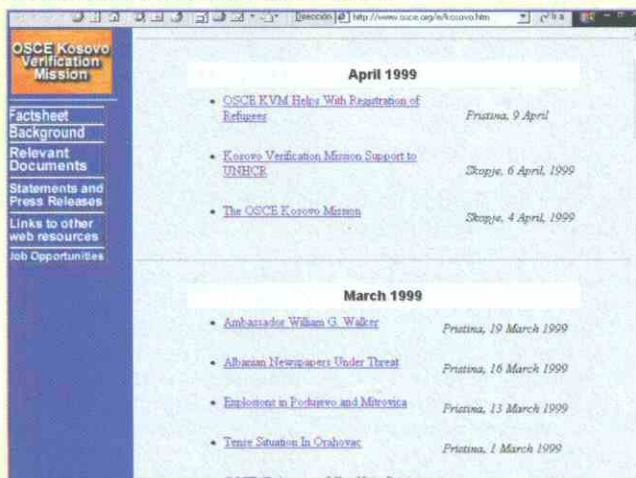 Dirección http://www.osce.org/e/kosovo.htm
OSCE Kosovo
Verification
Mission
Factsheet
Background
Relevant
Documents
Statements and
Press Releases
Links to other
web resources
Job Opportunities
April 1999
OSCE KVM Helps With Registration of
Refugees
Pristina, 9 April
Kosovo Verification Mission Support to
UNHCR
Skopje, 6 April, 1999
The OSCE Kosovo Mission
Skopje, 4 April, 1999
March 1999
Ambassador William G. Walker
Pristina, 19 March 1999
Albanian Newspapers Under Threat
Pristina, 16 March 1999
Explosions in Podujevo and Mitrovica
Pristina, 13 March 1999
Tense Situation In Orahovac
Pristina, 1 March 1999